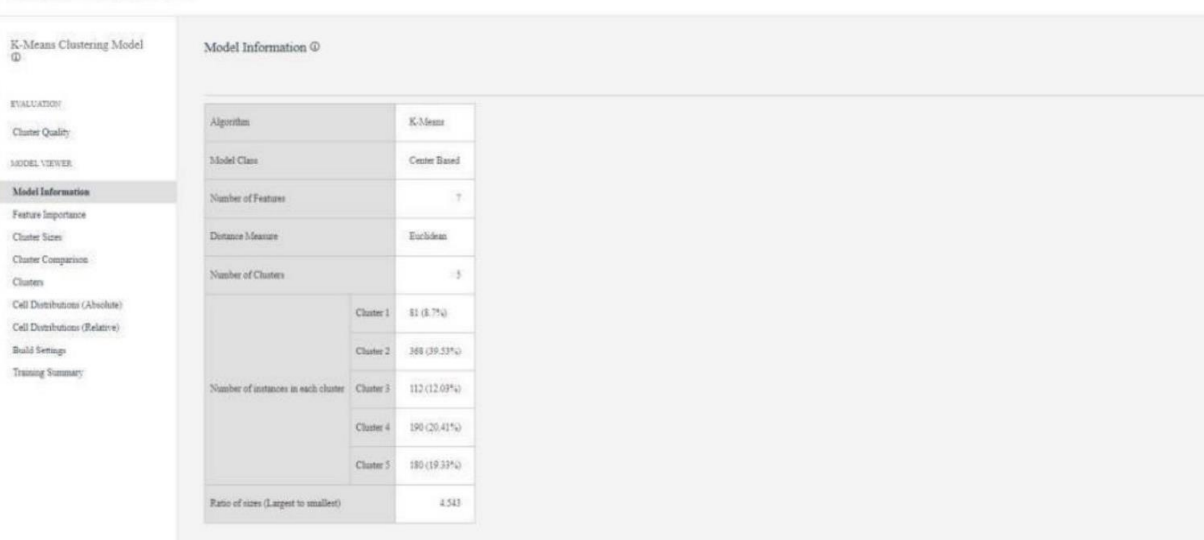 K-Means Clustering Model
Model Information
EVALUATION
Cluster Quality
MODEL VIEWER
Model Information
Feature Importance
Cluster Sizes
Cluster Comparison
Clusters
Cell Distributions (Absolute)
Cell Distributions (Relative)
Build Settings
Training Summary
Algorithm K-Means
Model Class Center Based
Number of Features 7
Distance Measure Euclidean
Number of Clusters 5
Number of instances in each cluster
Cluster 1 81 (8.7%)
Cluster 2 368 (39.53%)
Cluster 3 112 (12.03%)
Cluster 4 190 (20.41%)
Cluster 5 180 (19.33%)
Ratio of sizes (Largest to smallest) 4.543